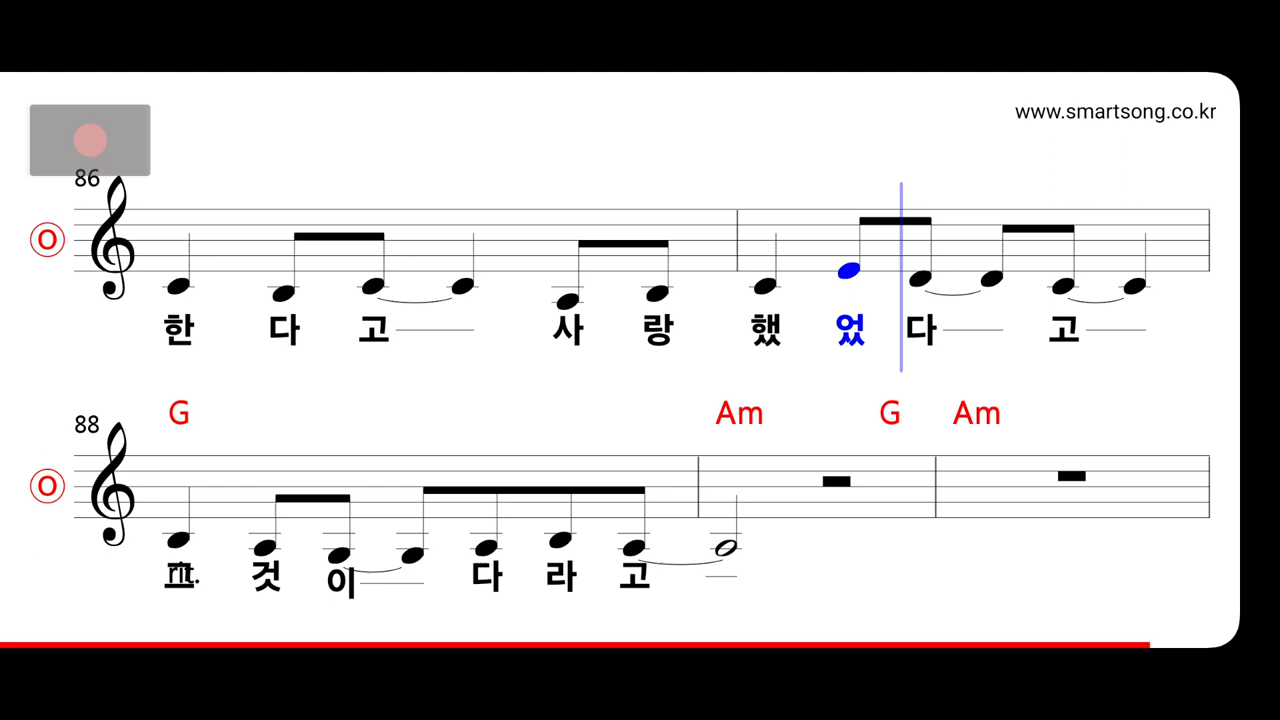 www.smartsong.co.kr
86
O
한 다 고 사 랑 했 었 다 고
G Am G Am
88
O
rit.
것 이 다 라 고